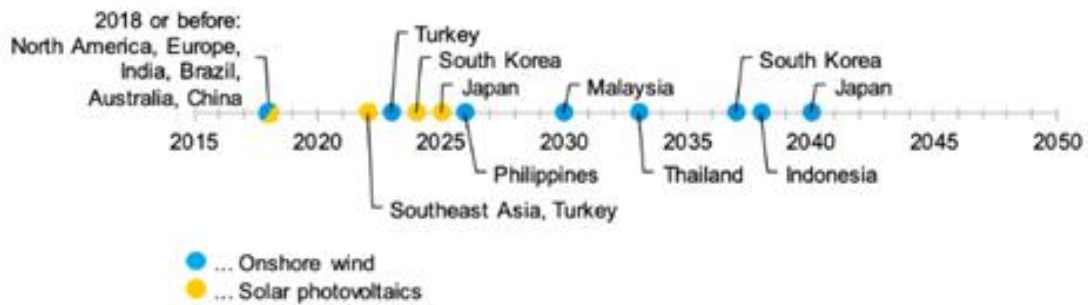 2018 or before:
North America, Europe,
India, Brazil,
Australia, China
Turkey
South Korea
Japan
Malaysia
South Korea
Japan
2015 2020 2025 2030 2035 2040 2045 2050
Philippines
Thailand
Indonesia
Southeast Asia, Turkey
... Onshore wind
... Solar photovoltaics